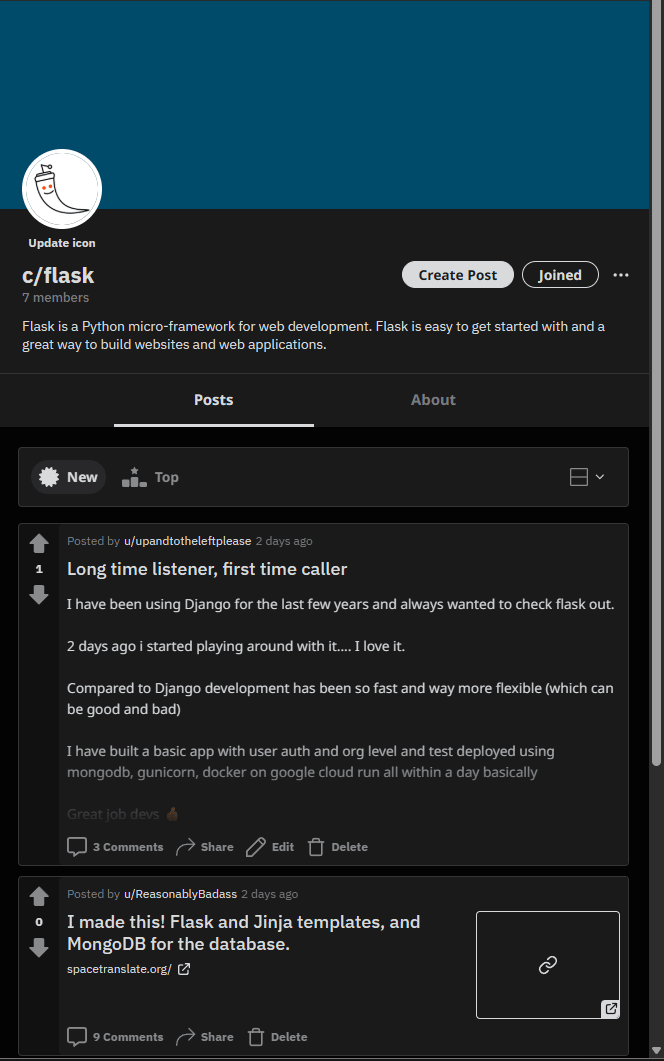 Update icon
c/flask
Create Post
Joined
7 members
Flask is a Python micro-framework for web development. Flask is easy to get started with and a
great way to build websites and web applications.
Posts
About
New
Top
Posted by u/upandtotheleftplease 2 days ago
1
Long time listener, first time caller
I have been using Django for the last few years and always wanted to check flask out.
2 days ago i started playing around with it.... I love it.
Compared to Django development has been so fast and way more flexible (which can
be good and bad)
I have built a basic app with user auth and org level and test deployed using
mongodb, gunicorn, docker on google cloud run all within a day basically
Great job devs 👍🏾
3 Comments
Share
Edit
Delete
Posted by u/ReasonablyBadass 2 days ago
0
I made this! Flask and Jinja templates, and
MongoDB for the database.
spacetranslate.org/
9 Comments
Share
Delete